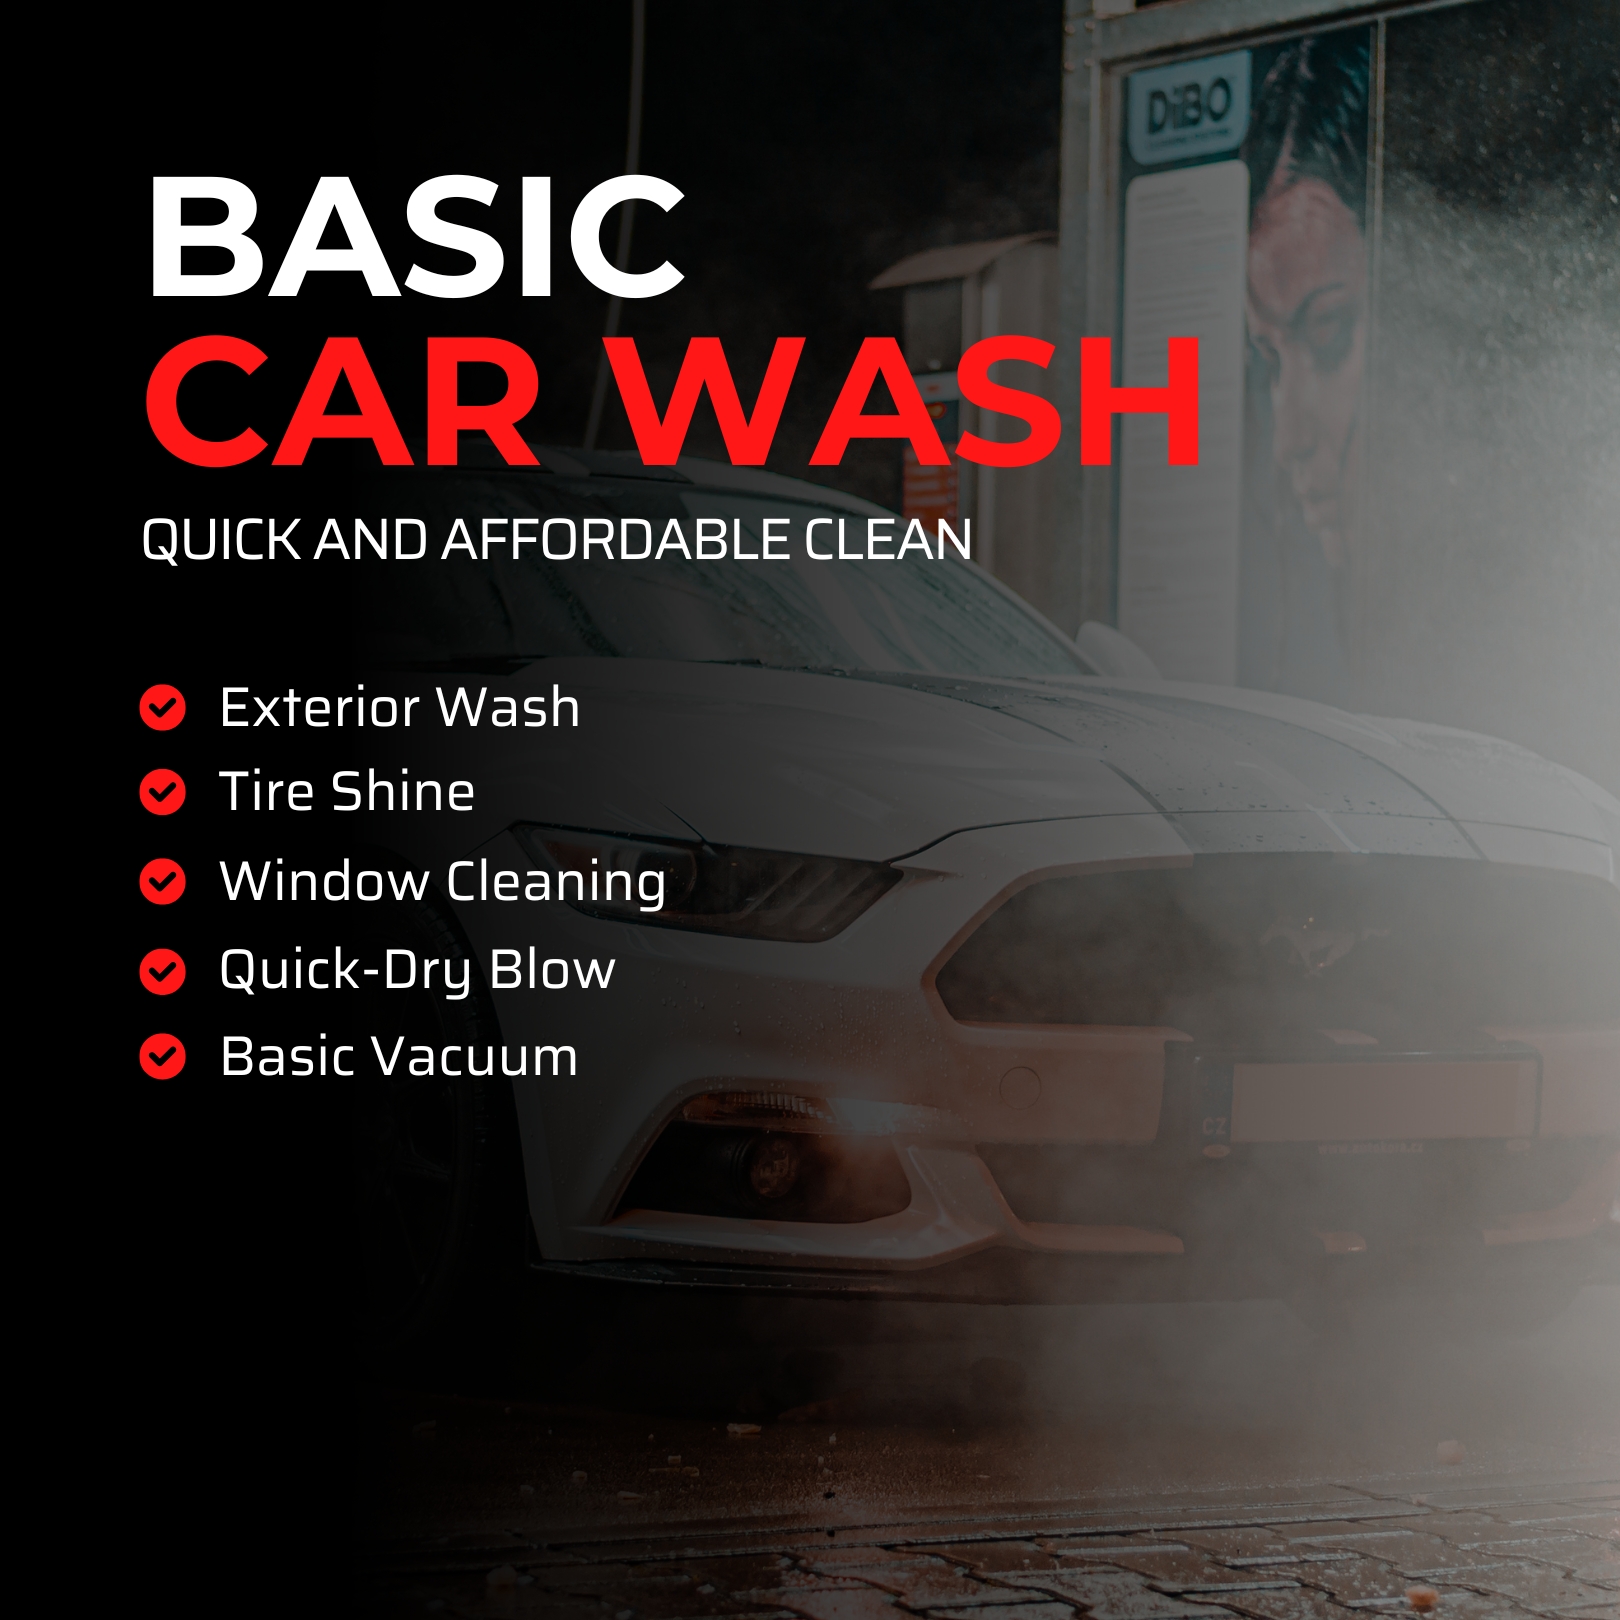 BASIC
CAR WASH
QUICK AND AFFORDABLE CLEAN
Exterior Wash
Tire Shine
Window Cleaning
Quick-Dry Blow
Basic Vacuum
DiBO
CZ